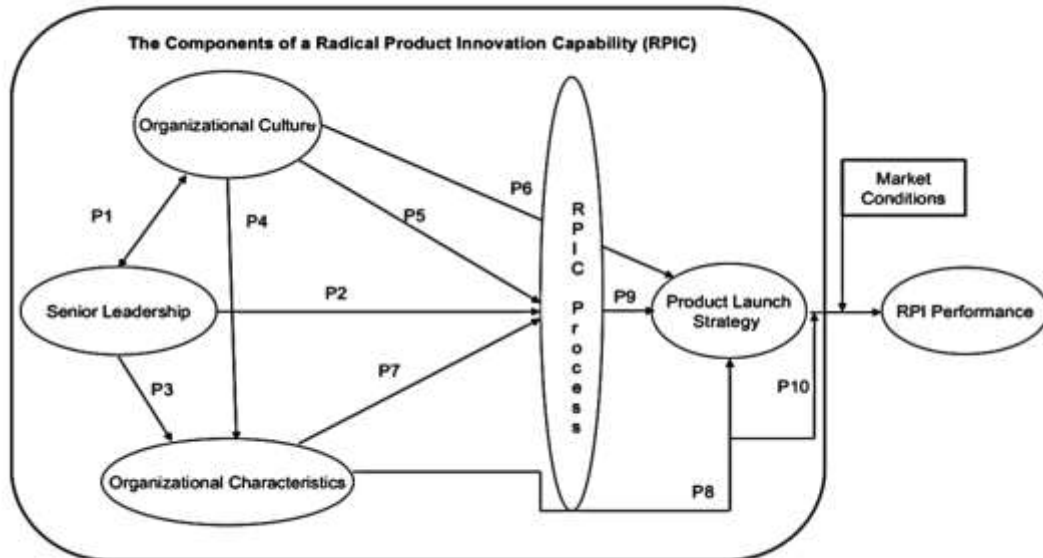 The Components of a Radical Product Innovation Capability (RPIC)
Organizational Culture
P6
Market
Conditions
P1
P4
P5
R
P
I
C
P
r
o
c
e
s
s
Senior Leadership
P2
P9
Product Launch
Strategy
RPI Performance
P3
P7
P10
Organizational Characteristics
P8